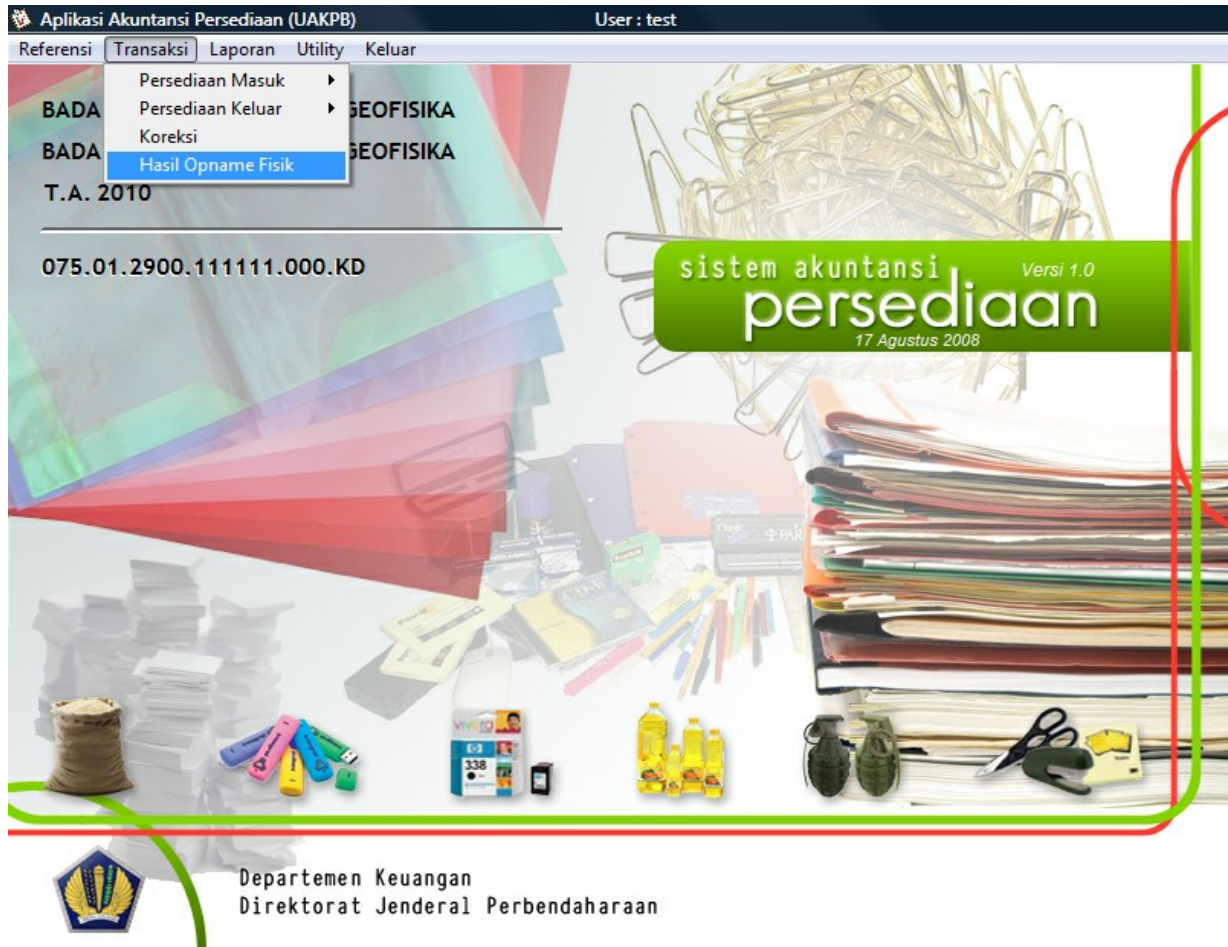 Aplikasi Akuntansi Persediaan (UAKPB) User : test
Referensi Transaksi Laporan Utility Keluar
Persediaan Masuk
Persediaan Keluar
Koreksi
Hasil Opname Fisik
BADA GEOFISIKA
BADA GEOFISIKA
T.A. 2010
075.01.2900.111111.000.KD
sistem akuntansi Versi 1.0
persediaan
17 Agustus 2008
vivera
hp
338
Departemen Keuangan
Direktorat Jenderal Perbendaharaan